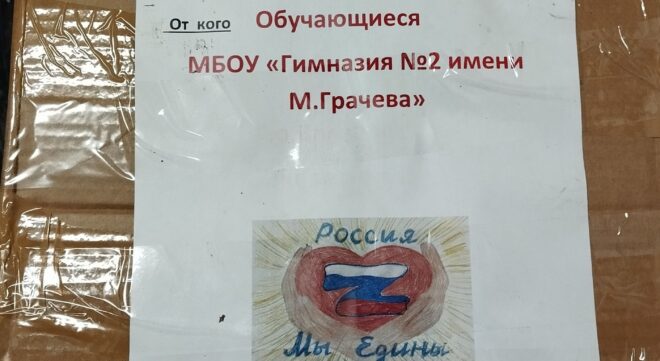 От кого Обучающиеся
МБОУ «Гимназия №2 имени
М.Грачева»
Россия
Z
Мы Едины